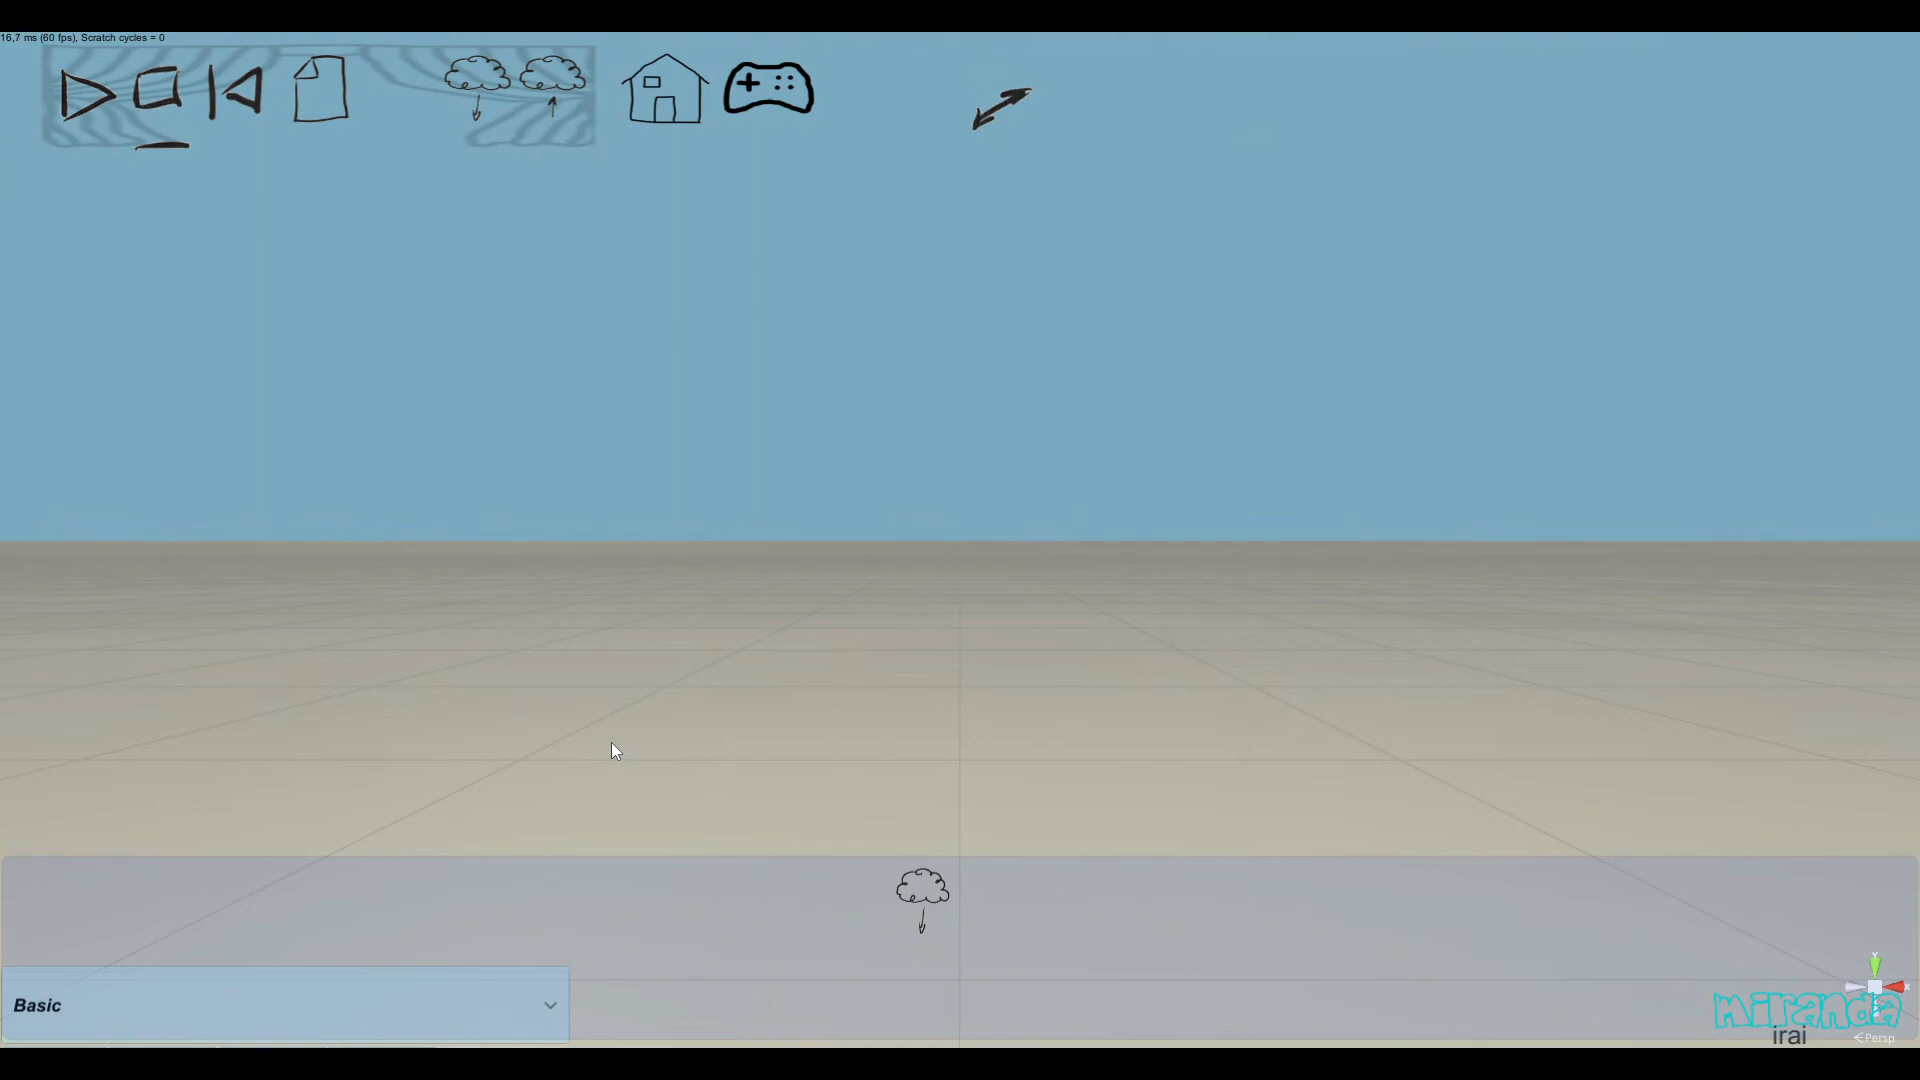 16,7 ms (60 fps), Scratch cycles = 0
Basic
Y
X
miranda
irai
Persp